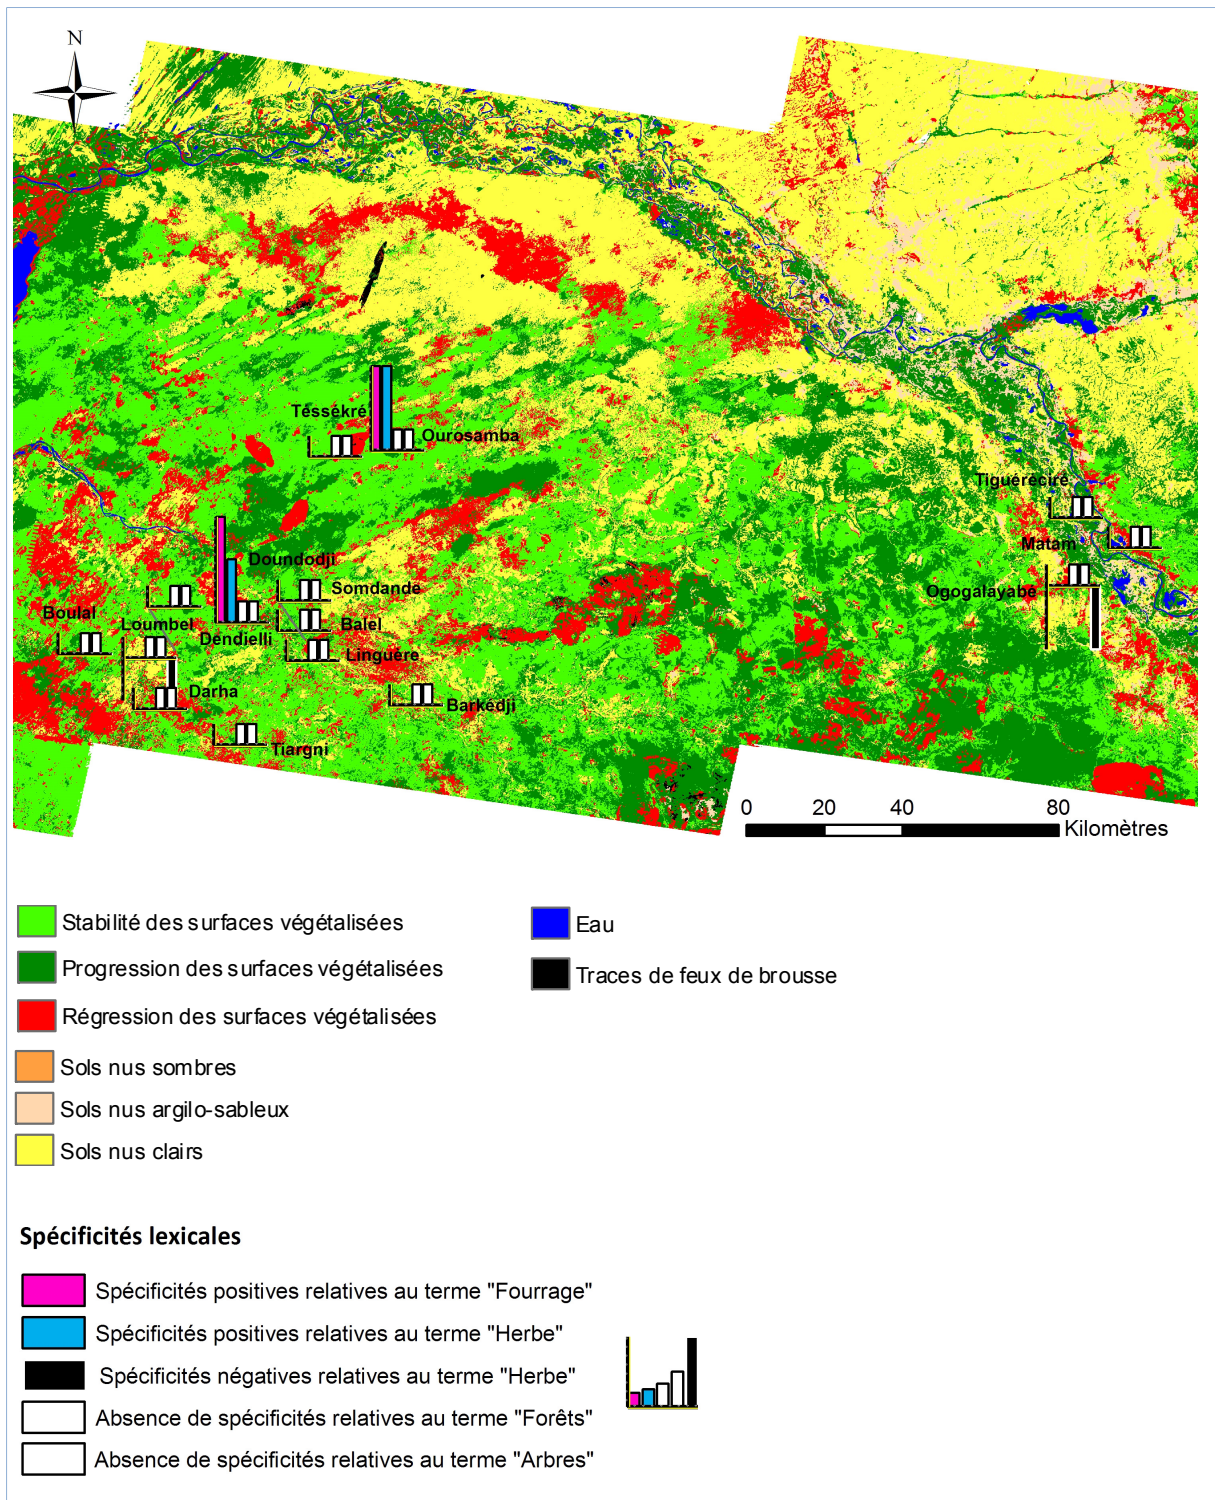 N
Tessékré
Ourosamba
Tiguereciré
Doundodji
Matam
Somdandé
Ogogalayabe
Boulal
Loumbel
Balel
Dendielli
Linguère
Darha
Barkédji
Tiargni
0 20 40 80
Kilomètres
Stabilité des surfaces végétalisées
Eau
Progression des surfaces végétalisées
Traces de feux de brousse
Régression des surfaces végétalisées
Sols nus sombres
Sols nus argilo-sableux
Sols nus clairs
Spécificités lexicales
Spécificités positives relatives au terme "Fourrage"
Spécificités positives relatives au terme "Herbe"
Spécificités négatives relatives au terme "Herbe"
Absence de spécificités relatives au terme "Forêts"
Absence de spécificités relatives au terme "Arbres"